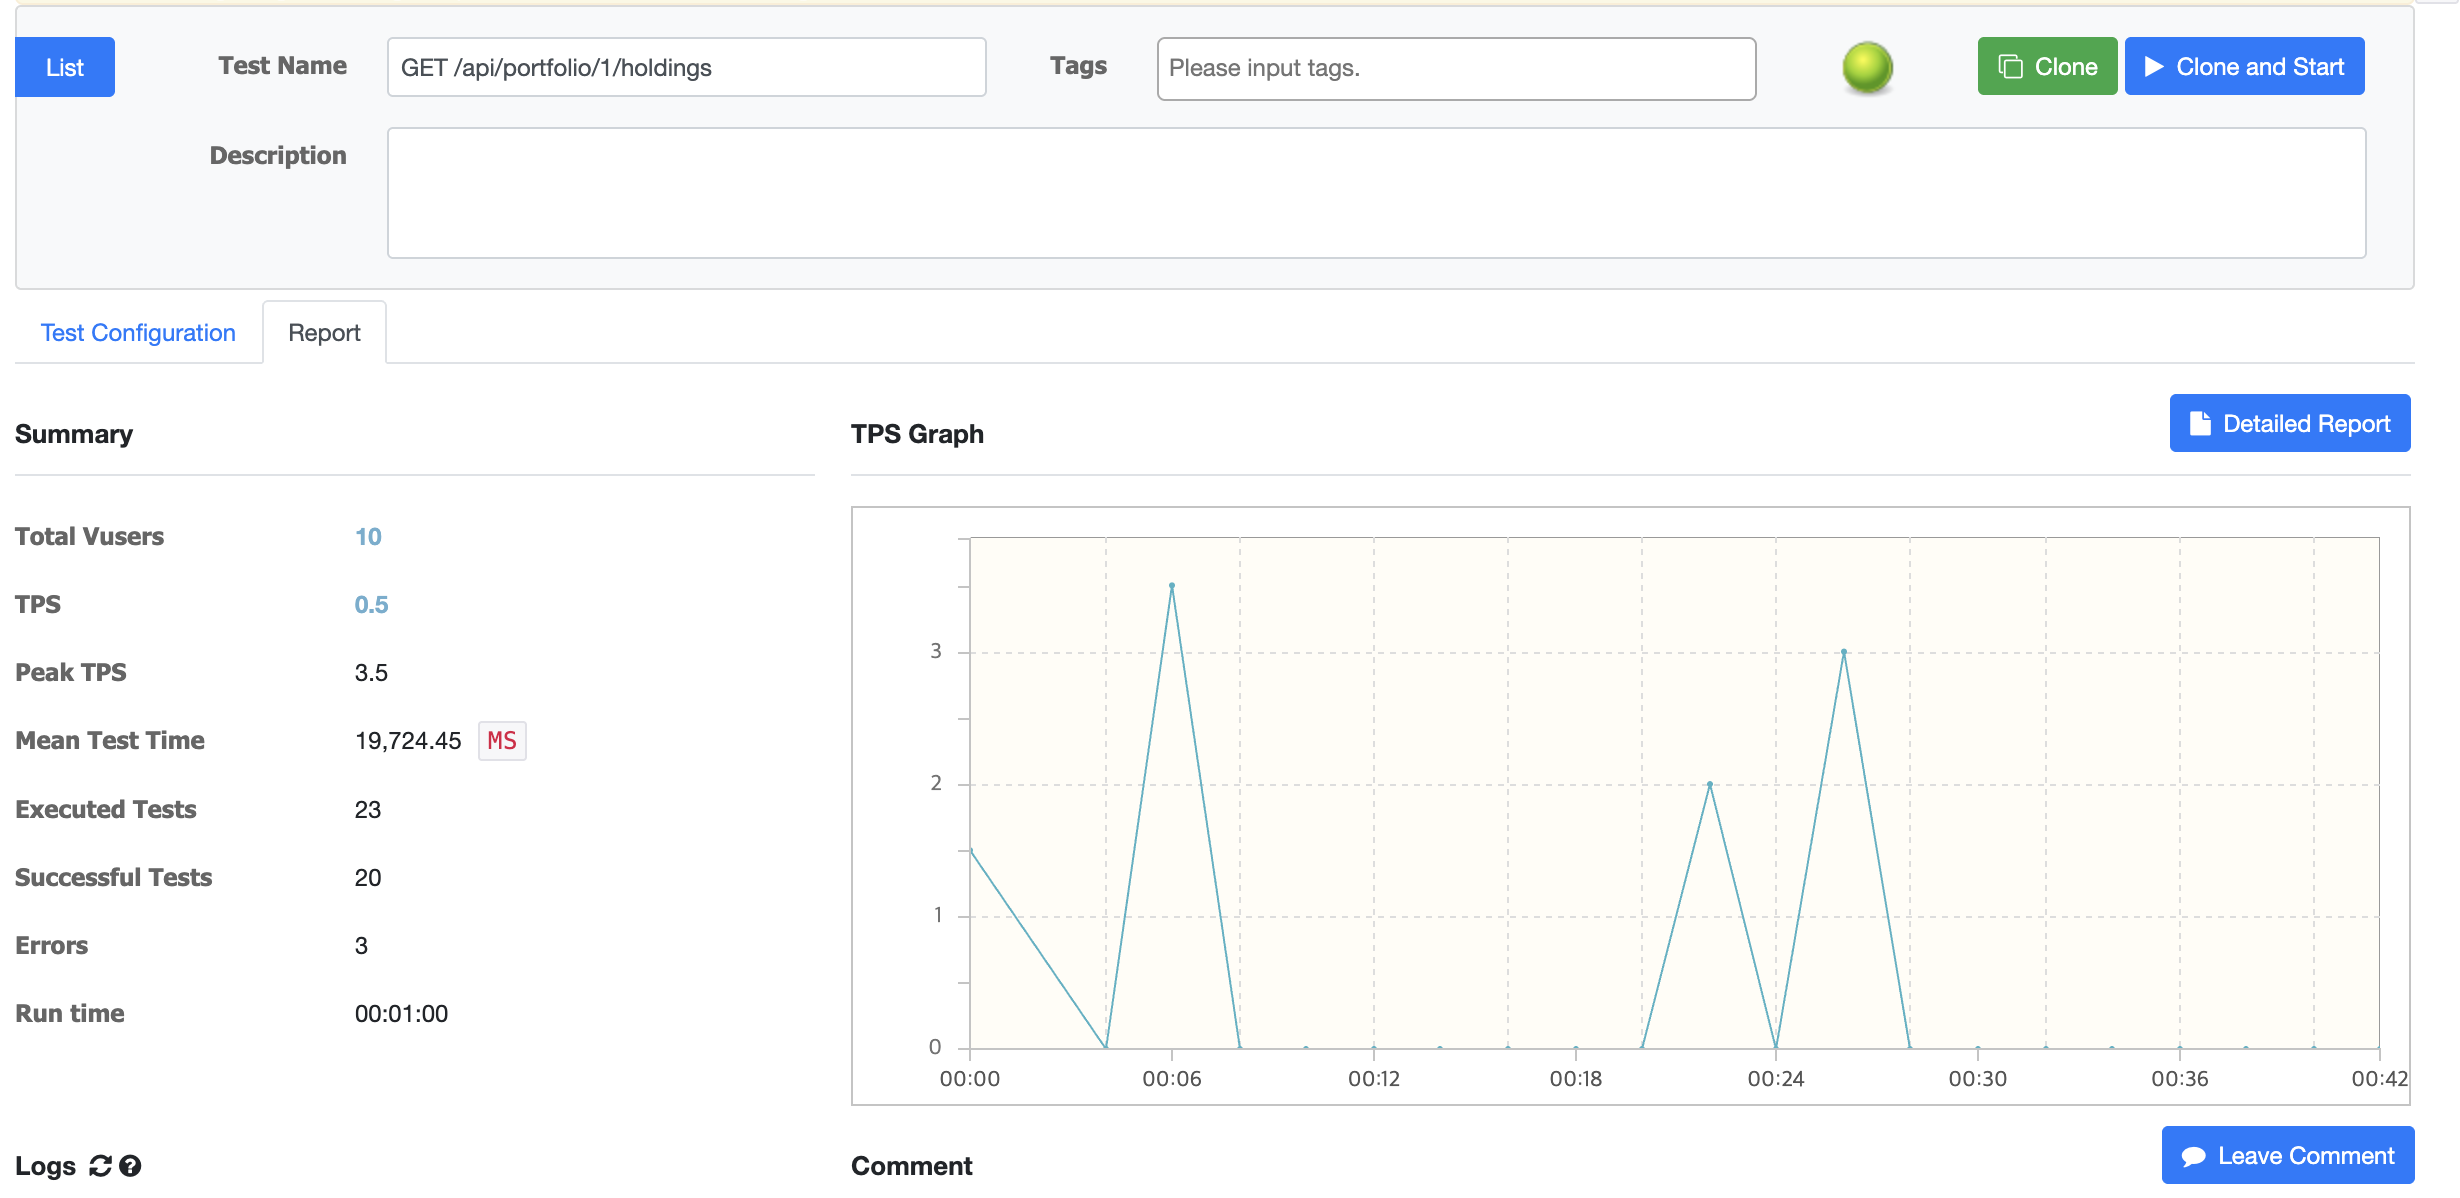 List
Test Name
GET /api/portfolio/1/holdings
Tags
Please input tags.
Clone
Clone and Start
Description
Test Configuration
Report
Summary
Total Vusers 10
TPS 0.5
Peak TPS 3.5
Mean Test Time 19,724.45 MS
Executed Tests 23
Successful Tests 20
Errors 3
Run time 00:01:00
TPS Graph
Detailed Report
3
2
1
0
00:00 00:06 00:12 00:18 00:24 00:30 00:36 00:42
Logs
Comment
Leave Comment